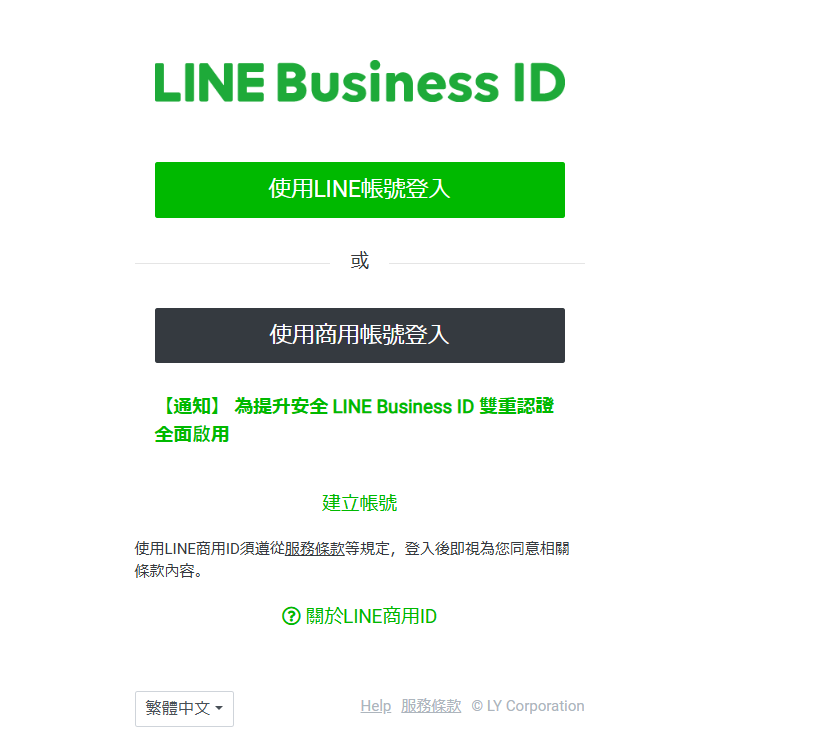 LINE Business ID
使用LINE帳號登入
或
使用商用帳號登入
【通知】 為提升安全 LINE Business ID 雙重認證
全面啟用
建立帳號
使用LINE商用ID須遵從服務條款等規定，登入後即視為您同意相關
條款內容。
關於LINE商用ID
繁體中文 Help 服務條款 © LY Corporation